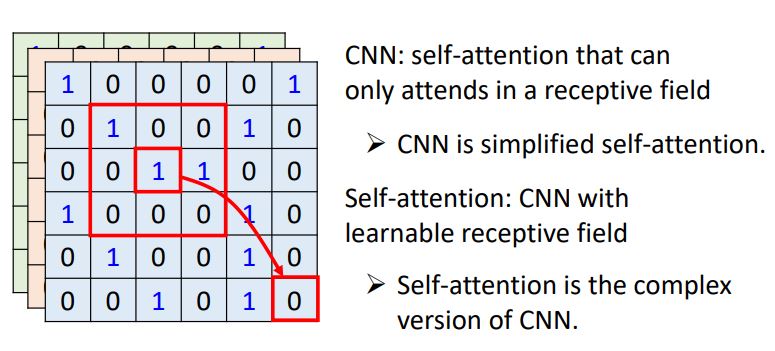 1 0 0 0 0 1
0 1 0 0 1 0
0 0 1 1 0 0
1 0 0 0 1 0
0 1 0 0 1 0
0 0 1 0 1 0
CNN: self-attention that can
only attends in a receptive field
➤ CNN is simplified self-attention.
Self-attention: CNN with
learnable receptive field
➤ Self-attention is the complex
version of CNN.